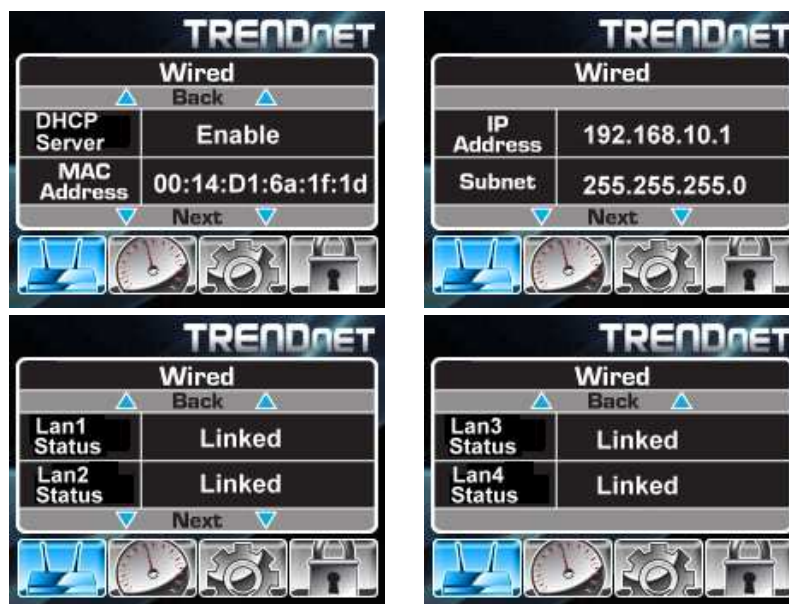 TRENDNET
Wired
Back
DHCP Server
Enable
MAC Address
00:14:D1:6a:1f:1d
Next
TRENDNET
Wired
IP Address
192.168.10.1
Subnet
255.255.255.0
Next
TRENDNET
Wired
Back
Lan1 Status
Linked
Lan2 Status
Linked
Next
TRENDNET
Wired
Back
Lan3 Status
Linked
Lan4 Status
Linked